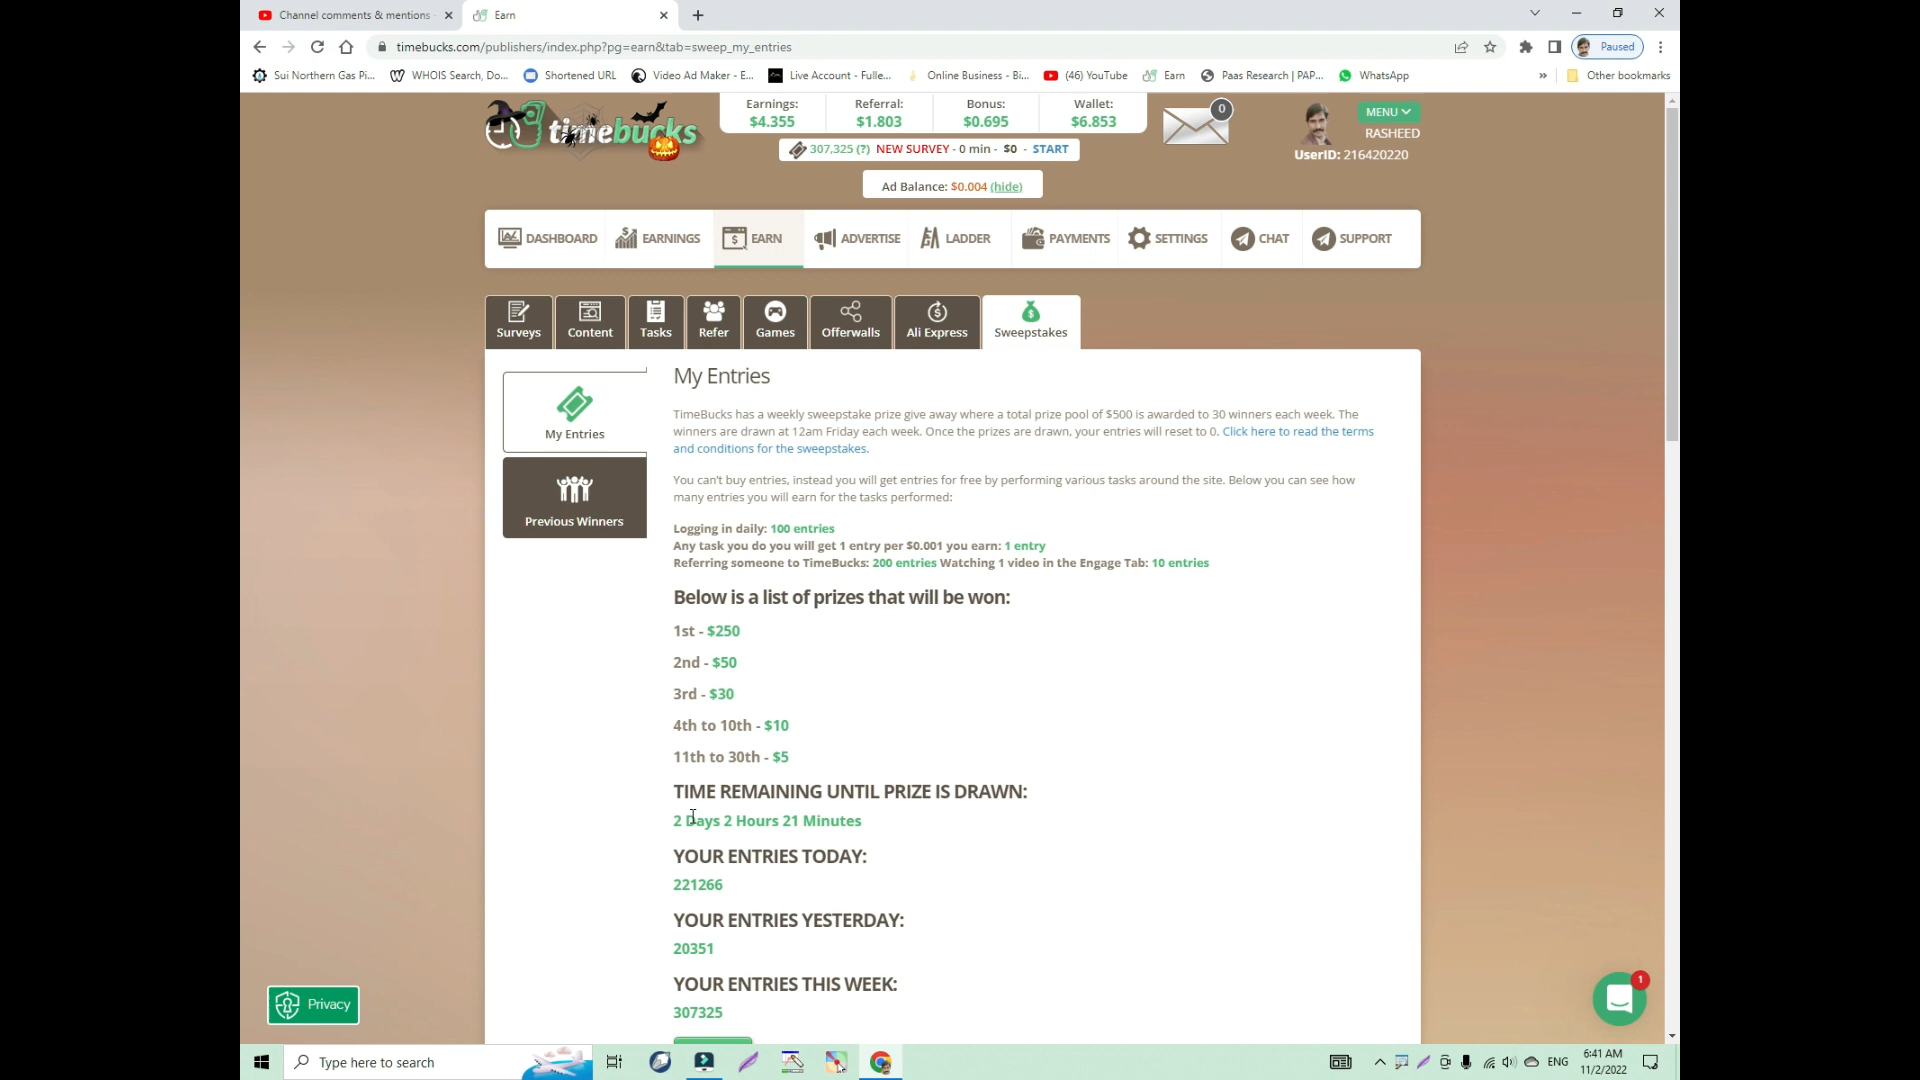 Channel comments & mentions
Earn
timebucks.com/publishers/index.php?pg=earn&tab=sweep_my_entries
Paused
Sui Northern Gas Pi...
WHOIS Search, Do...
Shortened URL
Video Ad Maker - E...
Live Account - Fulle...
Online Business - Bi...
(46) YouTube
Earn
Paas Research | PAP...
WhatsApp
»
Other bookmarks
timebucks
Earnings:
$4.355
Referral:
$1.803
Bonus:
$0.695
Wallet:
$6.853
0
MENU
RASHEED
UserID: 216420220
307,325 (?) NEW SURVEY - 0 min - $0 - START
Ad Balance: $0.004 (hide)
DASHBOARD
EARNINGS
EARN
ADVERTISE
LADDER
PAYMENTS
SETTINGS
CHAT
SUPPORT
Surveys
Content
Tasks
Refer
Games
Offerwalls
Ali Express
Sweepstakes
My Entries
Previous Winners
My Entries
TimeBucks has a weekly sweepstake prize give away where a total prize pool of $500 is awarded to 30 winners each week. The
winners are drawn at 12am Friday each week. Once the prizes are drawn, your entries will reset to 0. Click here to read the terms
and conditions for the sweepstakes.
You can't buy entries, instead you will get entries for free by performing various tasks around the site. Below you can see how
many entries you will earn for the tasks performed:
Logging in daily: 100 entries
Any task you do you will get 1 entry per $0.001 you earn: 1 entry
Referring someone to TimeBucks: 200 entries Watching 1 video in the Engage Tab: 10 entries
Below is a list of prizes that will be won:
1st - $250
2nd - $50
3rd - $30
4th to 10th - $10
11th to 30th - $5
TIME REMAINING UNTIL PRIZE IS DRAWN:
2 Days 2 Hours 21 Minutes
YOUR ENTRIES TODAY:
221266
YOUR ENTRIES YESTERDAY:
20351
YOUR ENTRIES THIS WEEK:
307325
Privacy
1
Type here to search
ENG
6:41 AM
11/2/2022